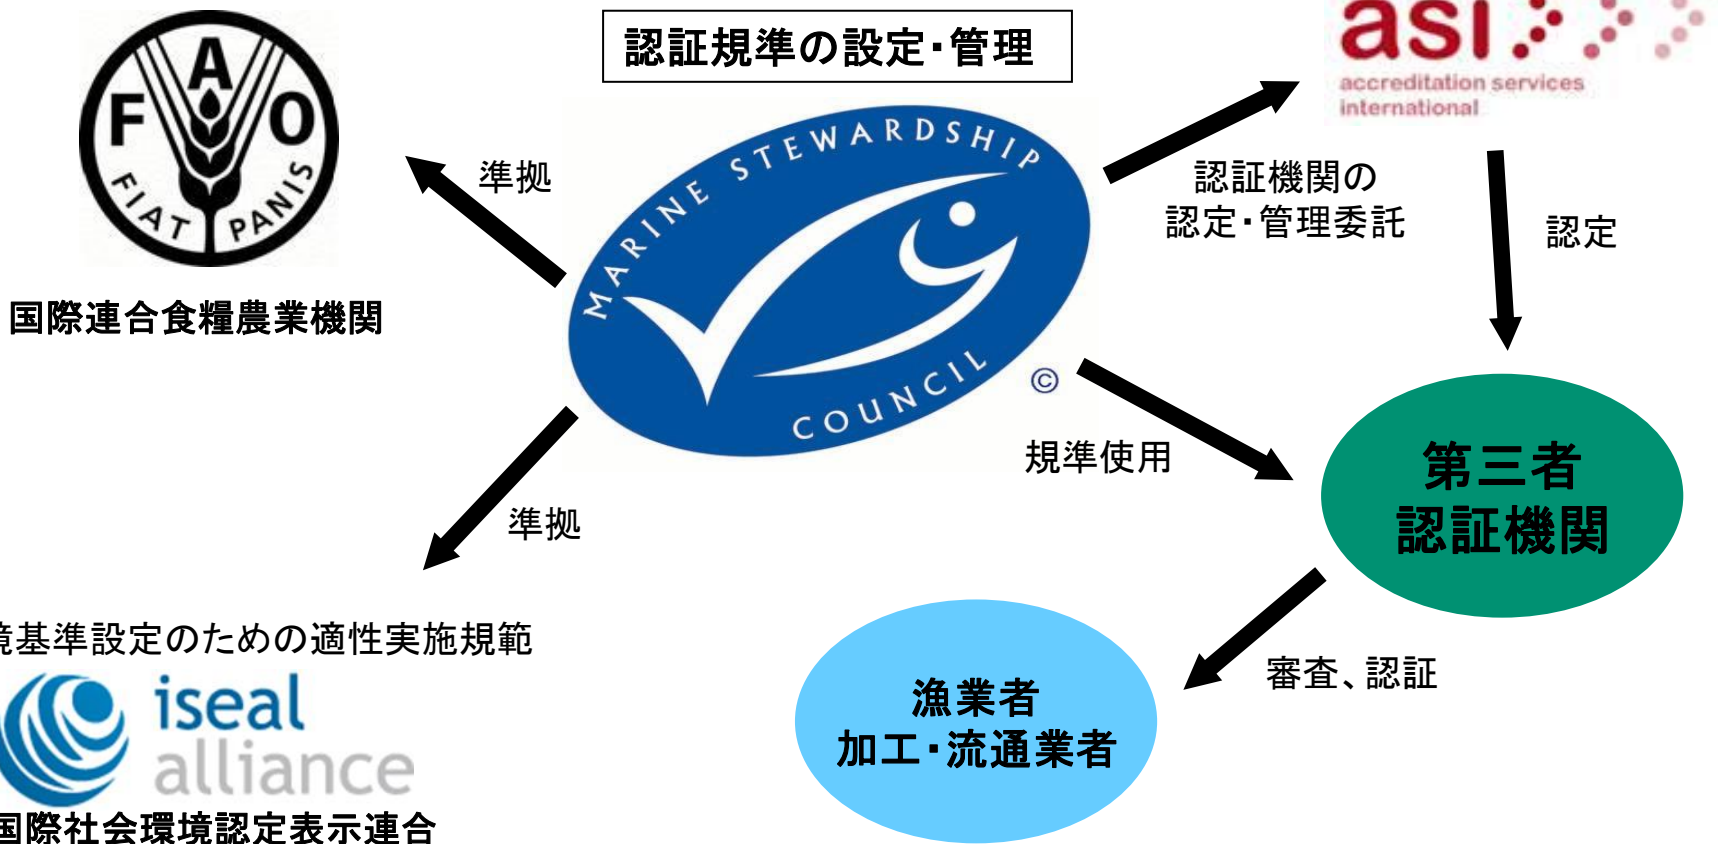 認証規準の設定・管理
asi
accreditation services
international
FAO
FIAT PANIS
国際連合食糧農業機関
準拠
MARINE STEWARDSHIP
COUNCIL
©
認証機関の
認定・管理委託
認定
規準使用
第三者
認証機関
準拠
境基準設定のための適性実施規範
iseal
alliance
国際社会環境認定表示連合
審査、認証
漁業者
加工・流通業者